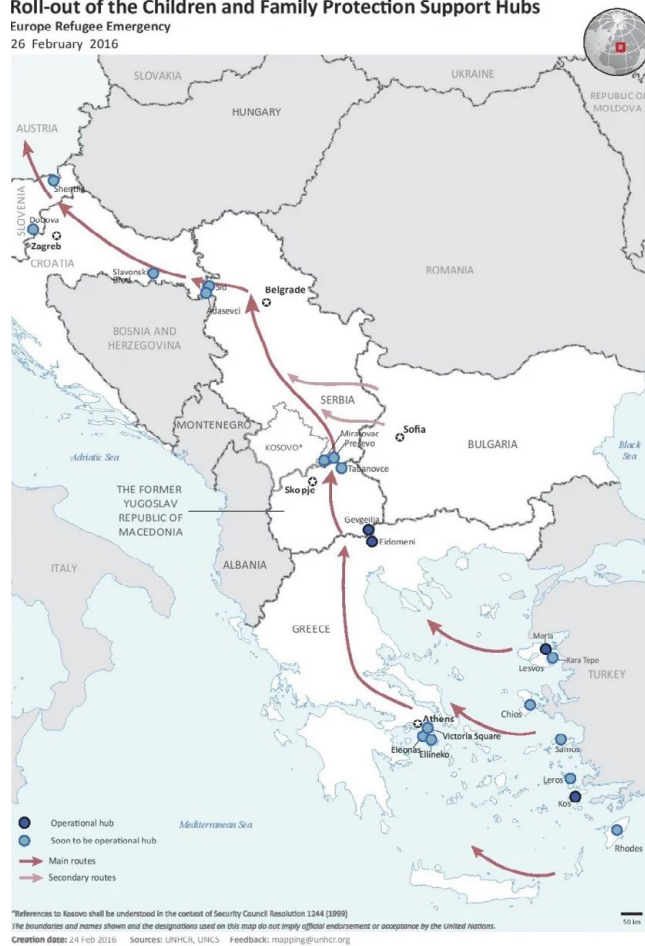 Roll-out of the Children and Family Protection Support Hubs
Europe Refugee Emergency
26 February 2016
SLOVAKIA
UKRAINE
REPUBLIC OF
MOLDOVA
HUNGARY
AUSTRIA
SLOVENIA
Dobova
Zagreb
CROATIA
ROMANIA
Slavonski
Brod
Sid
Adasevci
Belgrade
BOSNIA AND
HERZEGOVINA
SERBIA
MONTENEGRO
KOSOVO*
Miratovac
Presevo
Tabanovce
Sofia
BULGARIA
Black
Sea
Adriatic Sea
Skopje
THE FORMER
YUGOSLAV
REPUBLIC OF
MACEDONIA
Gevgelija
Eidomeni
ITALY
ALBANIA
GREECE
Moria
Kara Tepe
Lesvos
TURKEY
Chios
Athens
Victoria Square
Eleonas
Elliniko
Samos
Leros
Kos
Rhodes
Mediterranean Sea
Operational hub
Soon to be operational hub
Main routes
Secondary routes
50 km
*References to Kosovo shall be understood in the context of Security Council Resolution 1244 (1999)
The boundaries and names shown and the designations used on this map do not imply official endorsement or acceptance by the United Nations.
Creation date: 24 Feb 2016 Sources: UNHCR, UNCS Feedback: mapping@unhcr.org